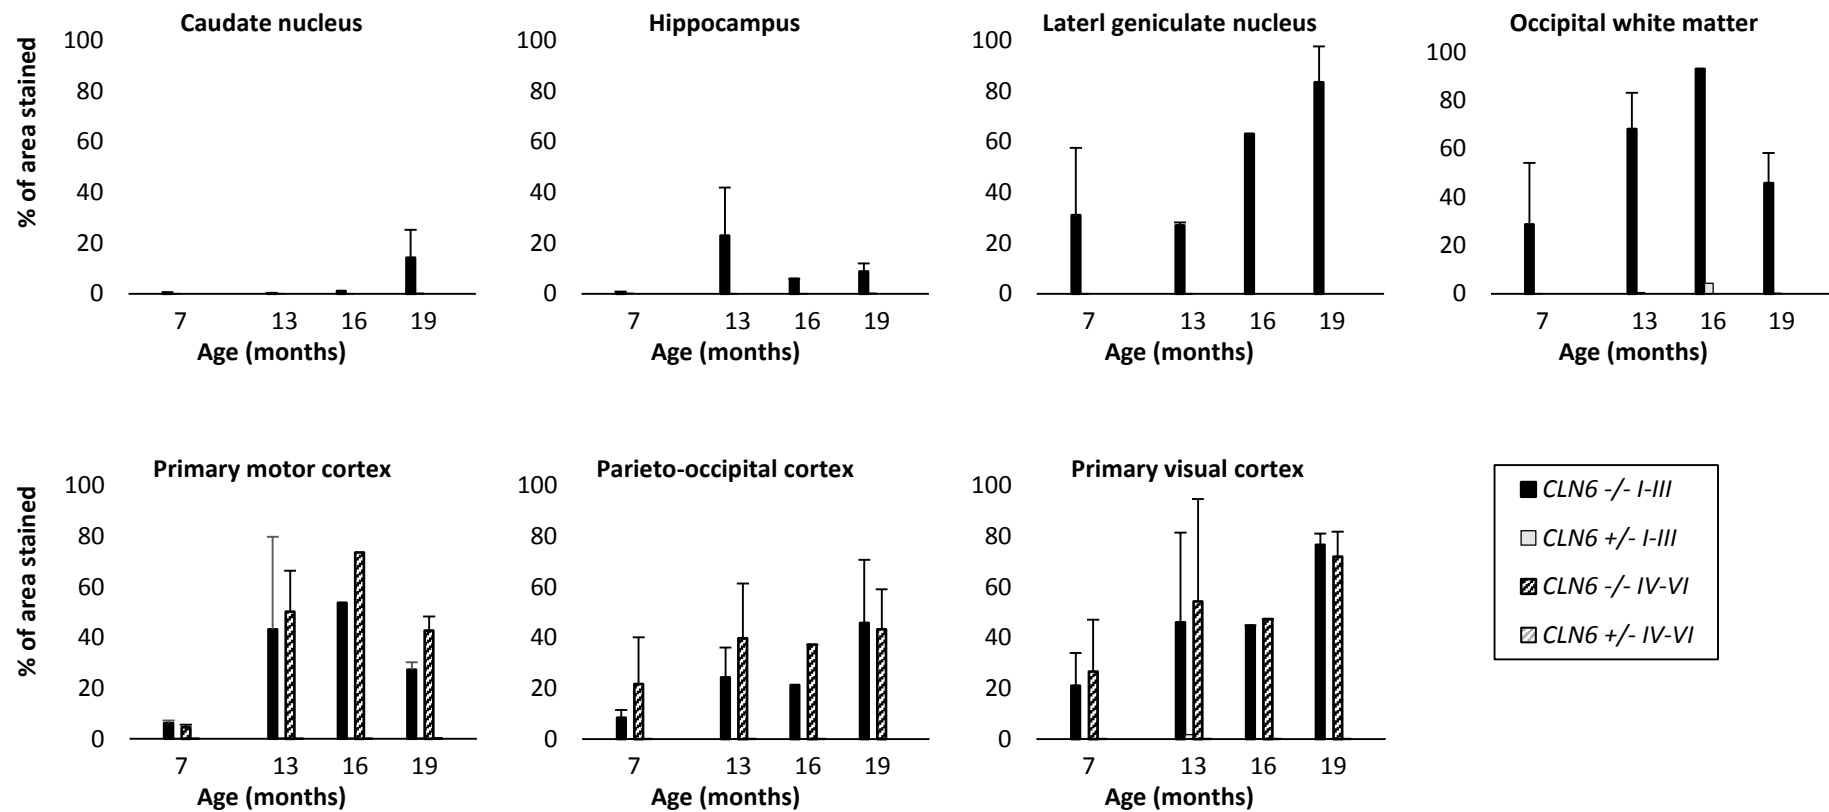 Caudate nucleus
Hippocampus
Laterl geniculate nucleus
Occipital white matter
% of area stained
100
80
60
40
20
0
7 13 16 19
Age (months)
100
80
60
40
20
0
7 13 16 19
Age (months)
100
80
60
40
20
0
7 13 16 19
Age (months)
100
80
60
40
20
0
7 13 16 19
Age (months)
Primary motor cortex
Parieto-occipital cortex
Primary visual cortex
% of area stained
100
80
60
40
20
0
7 13 16 19
Age (months)
100
80
60
40
20
0
7 13 16 19
Age (months)
100
80
60
40
20
0
7 13 16 19
Age (months)
CLN6 -/- I-III
CLN6 +/- I-III
CLN6 -/- IV-VI
CLN6 +/- IV-VI